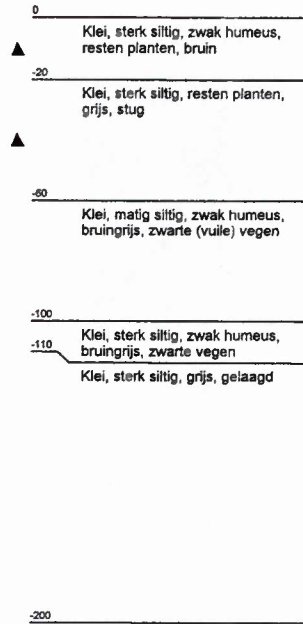 0
Klei, sterk siltig, zwak humeus,
resten planten, bruin
-20
Klei, sterk siltig, resten planten,
grijs, stug
-60
Klei, matig siltig, zwak humeus,
bruingrijs, zwarte (vuile) vegen
-100
Klei, sterk siltig, zwak humeus,
bruingrijs, zwarte vegen
-110
Klei, sterk siltig, grijs, gelaagd
-200